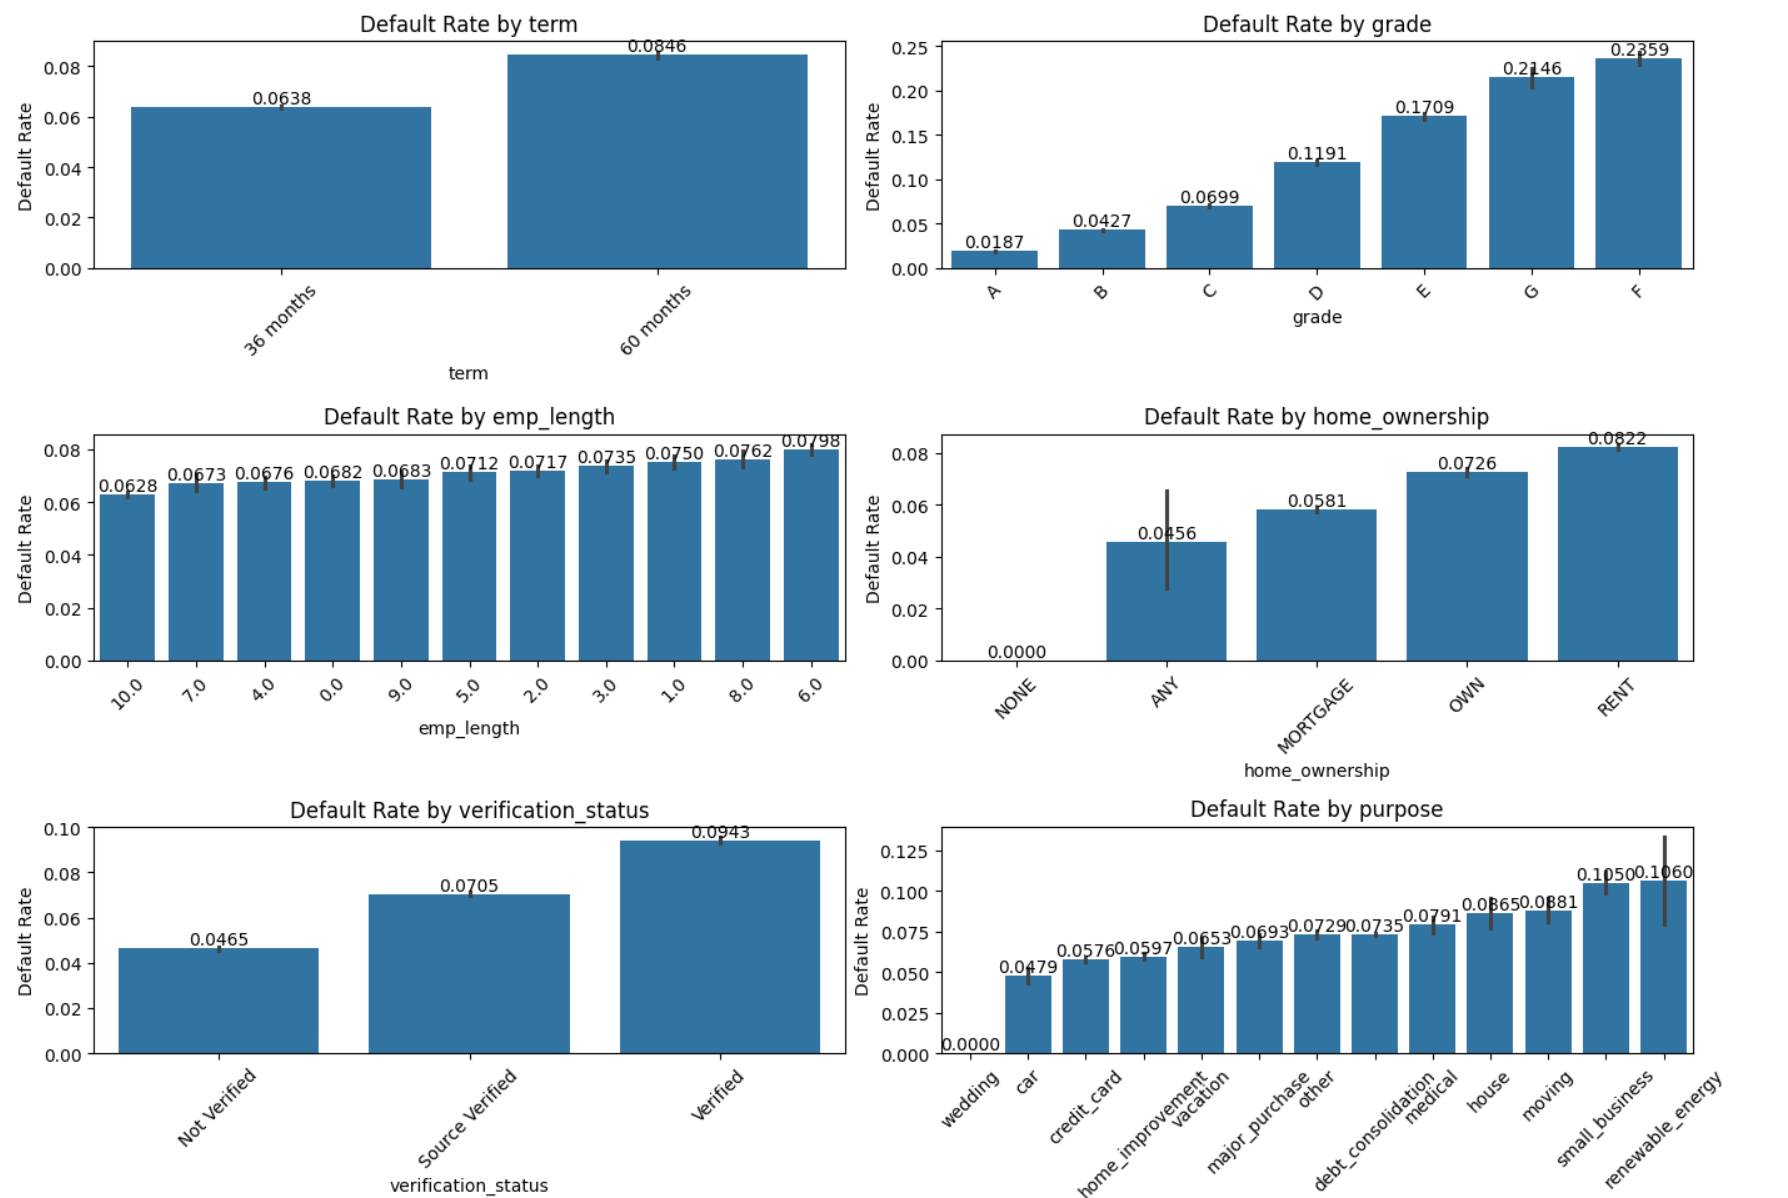 Default Rate by term
Default Rate
0.08
0.06
0.04
0.02
0.00
0.0638
0.0846
36 months
60 months
term
Default Rate by grade
Default Rate
0.25
0.20
0.15
0.10
0.05
0.00
0.0187
0.0427
0.0699
0.1191
0.1709
0.2146
0.2359
A
B
C
D
E
G
F
grade
Default Rate by emp_length
Default Rate
0.08
0.06
0.04
0.02
0.00
0.0628
0.0673
0.0676
0.0682
0.0683
0.0712
0.0717
0.0735
0.0750
0.0762
0.0798
10.0
7.0
4.0
0.0
9.0
5.0
2.0
3.0
1.0
8.0
6.0
emp_length
Default Rate by home_ownership
Default Rate
0.08
0.06
0.04
0.02
0.00
0.0000
0.0456
0.0581
0.0726
0.0822
NONE
ANY
MORTGAGE
OWN
RENT
home_ownership
Default Rate by verification_status
Default Rate
0.10
0.08
0.06
0.04
0.02
0.00
0.0465
0.0705
0.0943
Not Verified
Source Verified
Verified
verification_status
Default Rate by purpose
Default Rate
0.125
0.100
0.075
0.050
0.025
0.000
0.0000
0.0479
0.0576
0.0597
0.0653
0.0693
0.0729
0.0735
0.0791
0.0865
0.0881
0.1050
0.1060
wedding
car
credit_card
home_improvement
vacation
major_purchase
other
debt_consolidation
medical
house
moving
small_business
renewable_energy